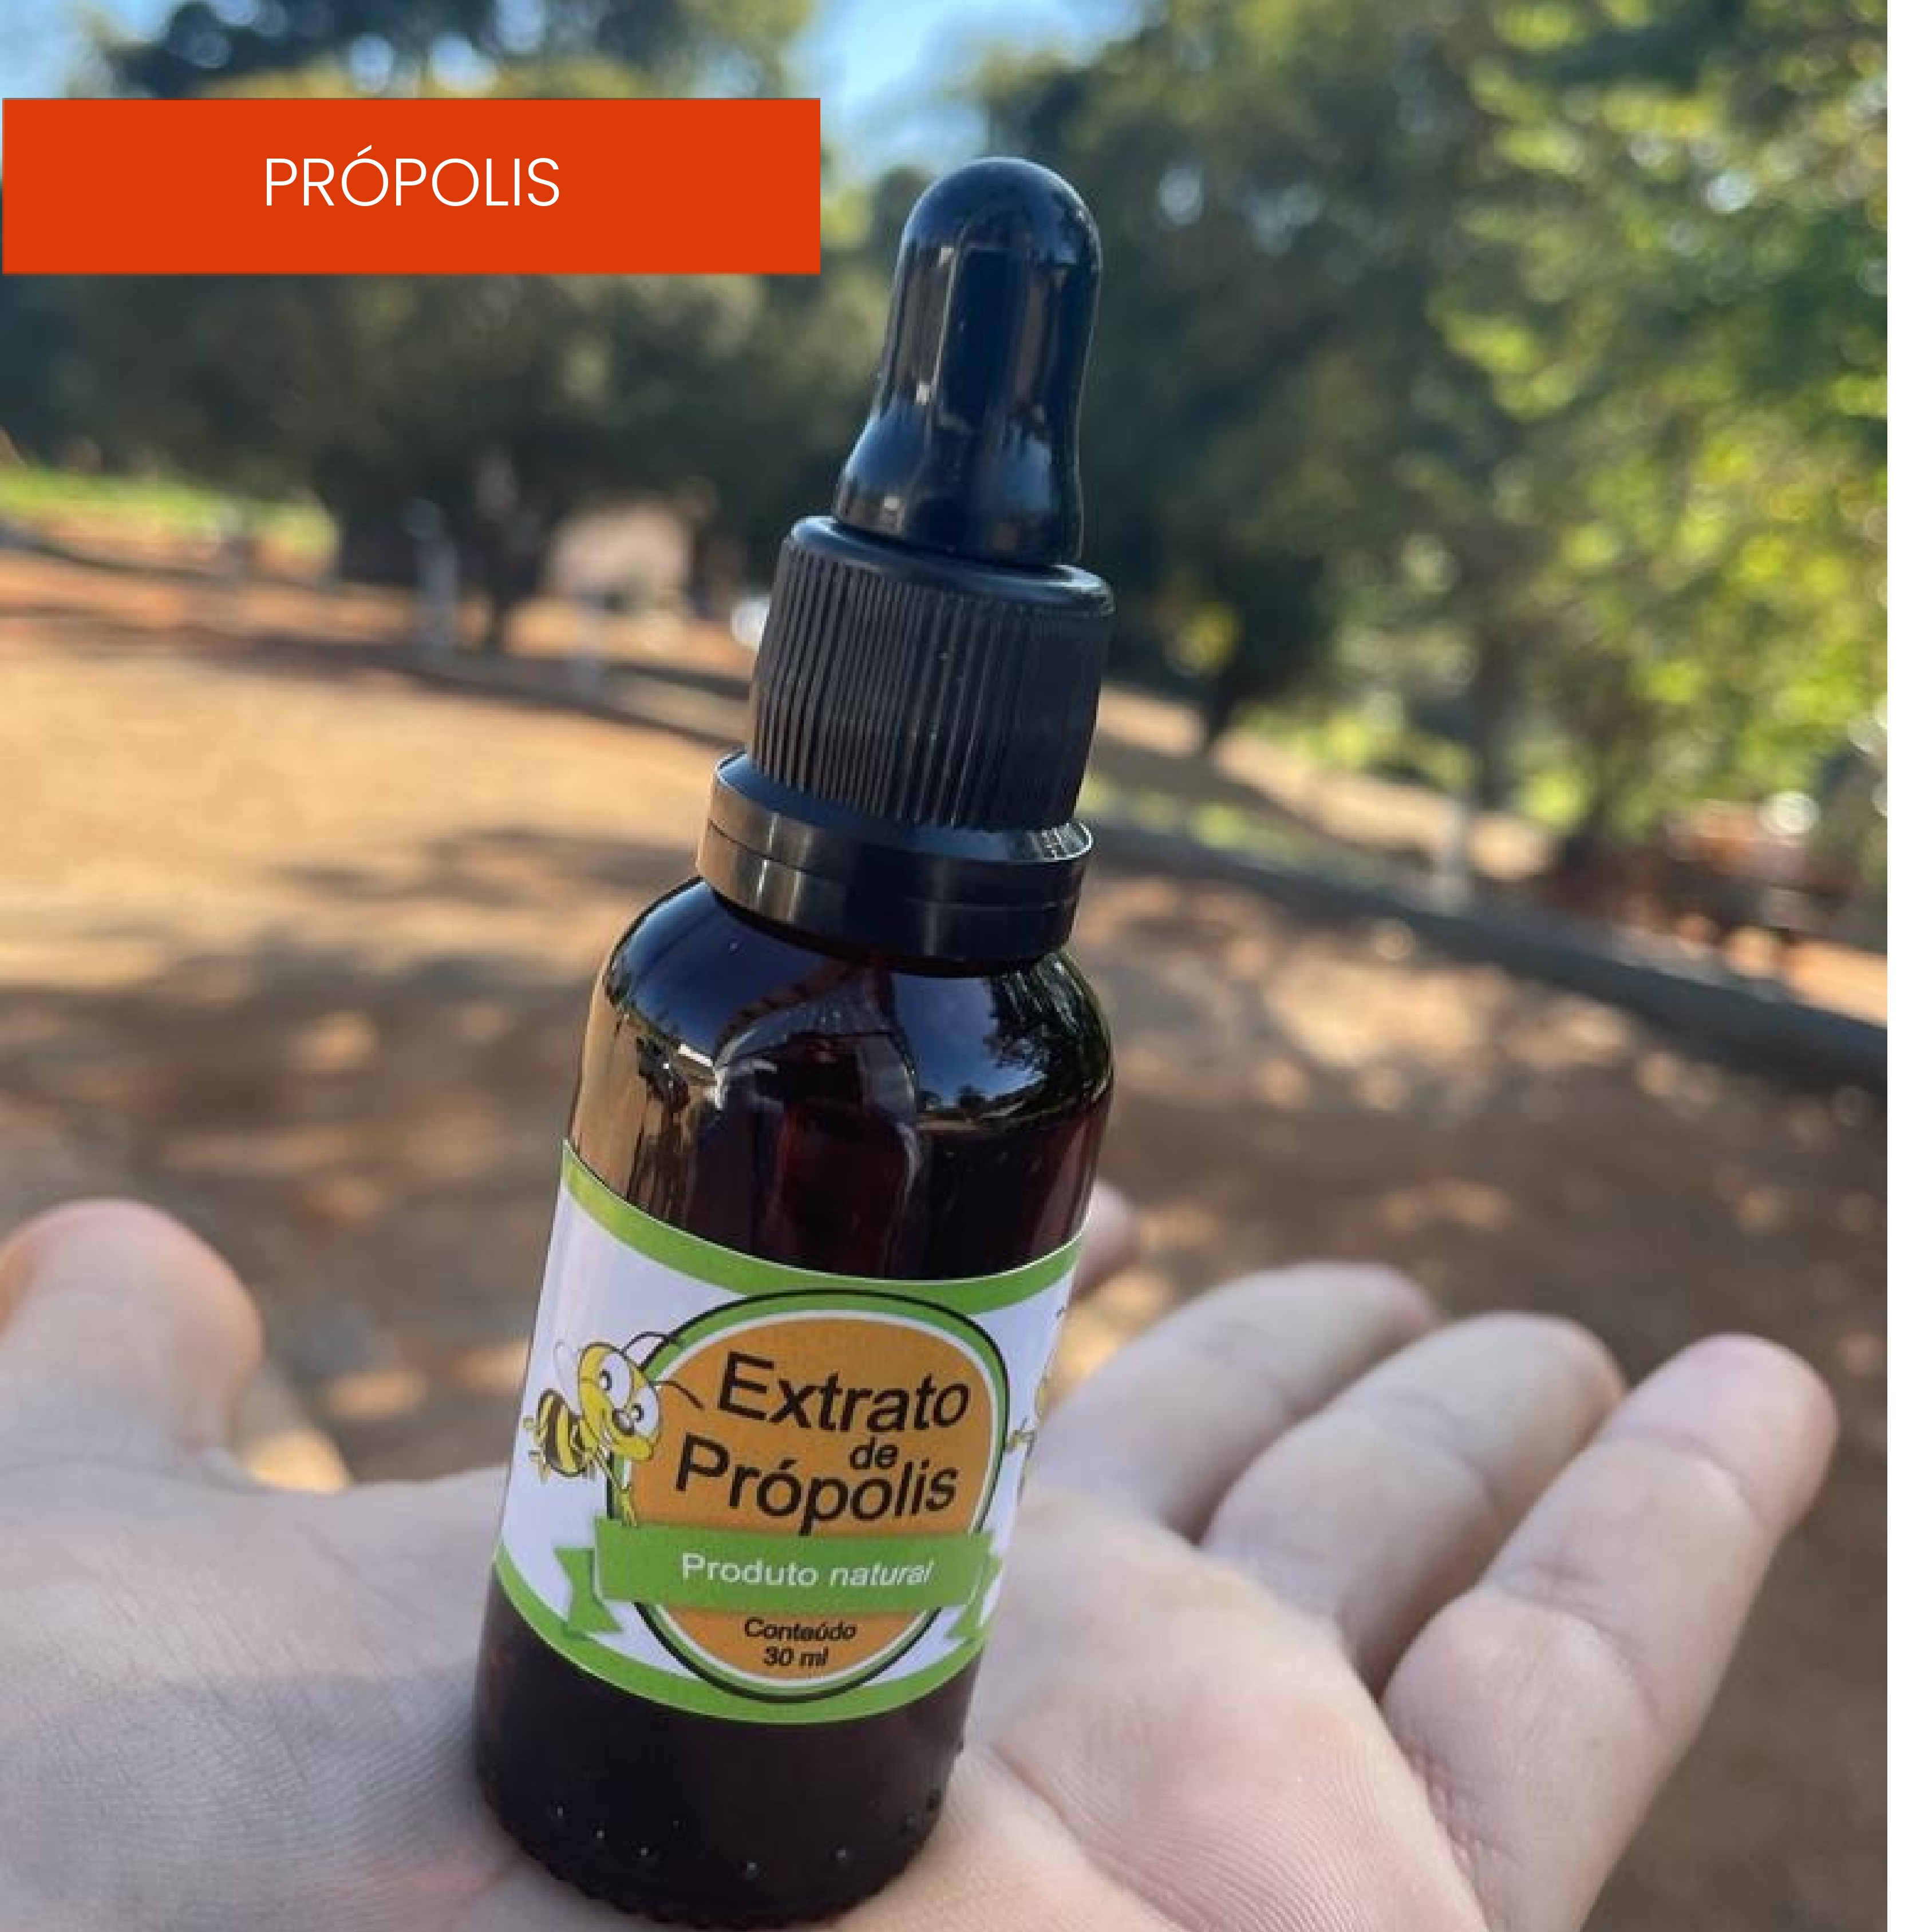 PRÓPOLIS
Extrato
de
Própolis
Produto natural
Conteúdo
30 ml